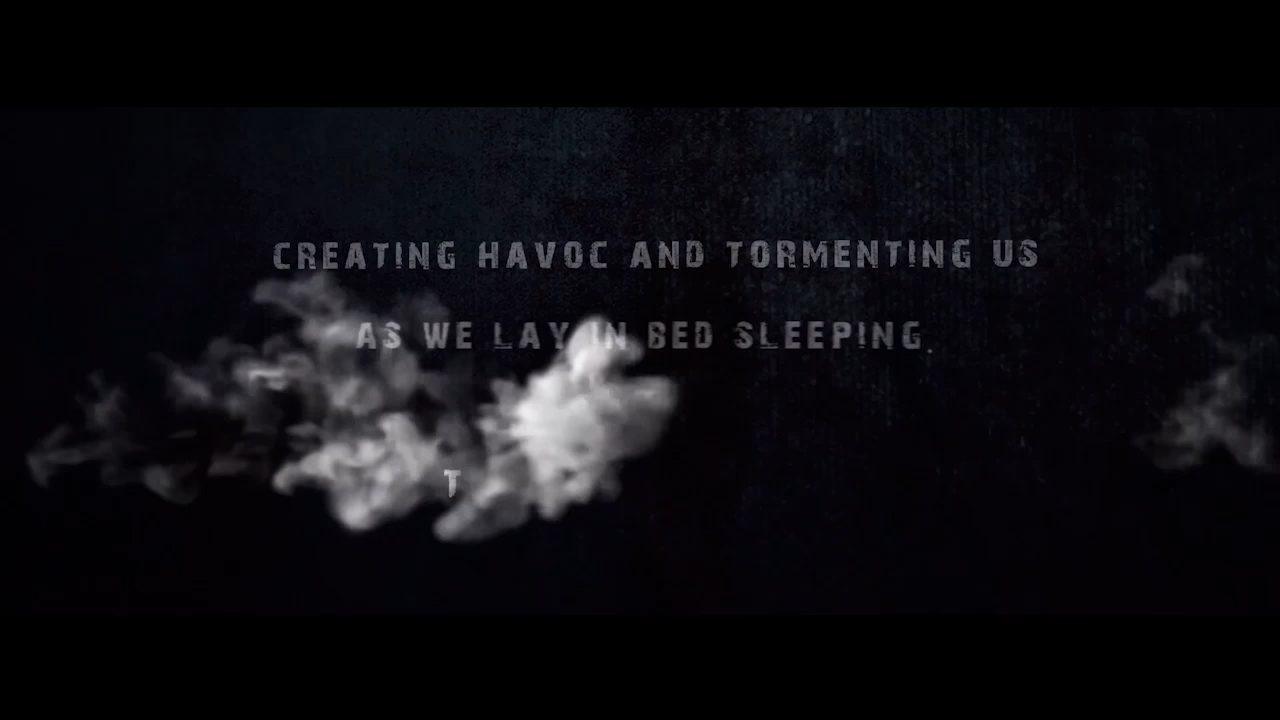 CREATING HAVOC AND TORMENTING US
AS WE LAY IN BED SLEEPING.
T